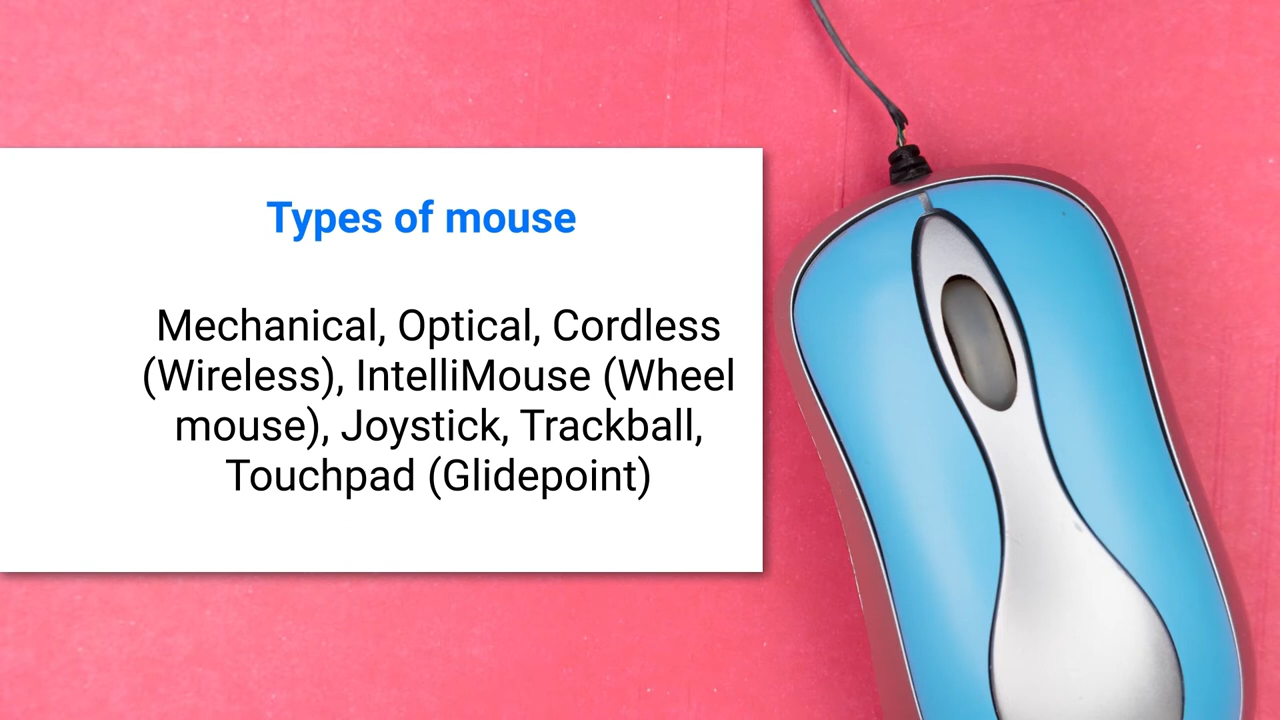 Types of mouse
Mechanical, Optical, Cordless
(Wireless), IntelliMouse (Wheel
mouse), Joystick, Trackball,
Touchpad (Glidepoint)